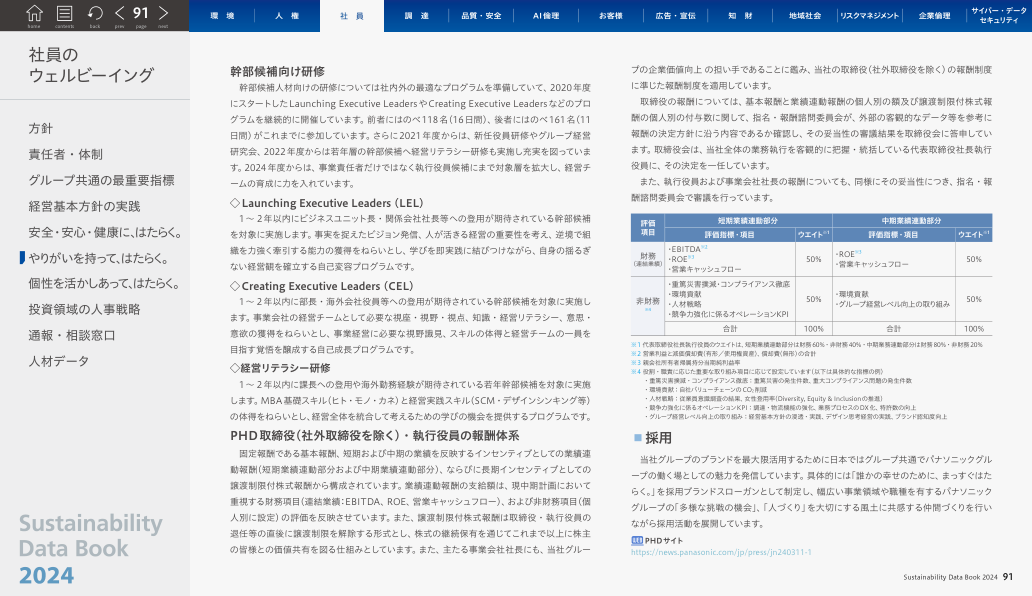 home
contents
back
prev
91
page
next
環 境
人 権
社 員
調 達
品質・安全
AI倫理
お客様
広告・宣伝
知 財
地域社会
リスクマネジメント
企業倫理
サイバー・データ
セキュリティ
社員の
ウェルビーイング
方針
責任者・体制
グループ共通の最重要指標
経営基本方針の実践
安全・安心・健康に、はたらく。
やりがいを持って、はたらく。
個性を活かしあって、はたらく。
投資領域の人事戦略
通報・相談窓口
人材データ
Sustainability
Data Book
2024
幹部候補向け研修
幹部候補人材向けの研修については社内外の最適なプログラムを準備していて、2020年度
にスタートしたLaunching Executive LeadersやCreating Executive Leadersなどのプロ
グラムを継続的に開催しています。前者にはのべ118名(16日間)、後者にはのべ161名(11
日間)がこれまでに参加しています。さらに2021年度からは、新任役員研修やグループ経営
研究会、2022年度からは若年層の幹部候補へ経営リテラシー研修も実施し充実を図っていま
す。2024年度からは、事業責任者だけではなく執行役員候補にまで対象層を拡大し、経営チ
ームの育成に力を入れています。
◇Launching Executive Leaders (LEL)
1～2年以内にビジネスユニット長・関係会社社長等への登用が期待されている幹部候補
を対象に実施します。事実を捉えたビジョン発信、人が活きる経営の重要性を考え、逆境で組
織を力強く牽引する能力の獲得をねらいとし、学びを即実践に結びつけながら、自身の揺るぎ
ない経営観を確立する自己変容プログラムです。
◇Creating Executive Leaders (CEL)
1～2年以内に部長・海外会社役員等への登用が期待されている幹部候補を対象に実施し
ます。事業会社の経営チームとして必要な視座・視野・視点、知識・経営リテラシー、意思・
意欲の獲得をねらいとし、事業経営に必要な視野識見、スキルの体得と経営チームの一員を
目指す覚悟を醸成する自己成長プログラムです。
◇経営リテラシー研修
1～2年以内に課長への登用や海外勤務経験が期待されている若年幹部候補を対象に実施
します。MBA基礎スキル(ヒト・モノ・カネ)と経営実践スキル(SCM・デザインシンキング等)
の体得をねらいとし、経営全体を統合して考えるための学びの機会を提供するプログラムです。
PHD取締役(社外取締役を除く)・執行役員の報酬体系
固定報酬である基本報酬、短期および中期の業績を反映するインセンティブとしての業績連
動報酬(短期業績連動部分および中期業績連動部分)、ならびに長期インセンティブとしての
譲渡制限付株式報酬から構成されています。業績連動報酬の支給額は、現中期計画において
重視する財務項目(連結業績:EBITDA、ROE、営業キャッシュフロー)、および非財務項目(個
人別に設定)の評価を反映させています。また、譲渡制限付株式報酬は取締役・執行役員の
退任等の直後に譲渡制限を解除する形式とし、株式の継続保有を通じてこれまで以上に株主
の皆様との価値共有を図る仕組みとしています。また、主たる事業会社社長にも、当社グルー
プの企業価値向上の担い手であることに鑑み、当社の取締役(社外取締役を除く)の報酬制度
に準じた報酬制度を適用しています。
取締役の報酬については、基本報酬と業績連動報酬の個人別の額及び譲渡制限付株式報
酬の個人別の付与数に関して、指名・報酬諮問委員会が、外部の客観的なデータ等を参考に
報酬の決定方針に沿う内容であるか確認し、その妥当性の審議結果を取締役会に答申してい
ます。取締役会は、当社全体の業務執行を客観的に把握・統括している代表取締役社長執行
役員に、その決定を一任しています。
また、執行役員および事業会社社長の報酬についても、同様にその妥当性につき、指名・報
酬諮問委員会で審議を行っています。
評価
項目
短期業績連動部分
中期業績連動部分
評価指標・項目
ウエイト※1
評価指標・項目
ウエイト※1
財務
(連結業績)
・EBITDA※2
・ROE※3
・営業キャッシュフロー
50%
・ROE※3
・営業キャッシュフロー
50%
非財務
※4
・重篤災害撲滅・コンプライアンス徹底
・環境貢献
・人材戦略
・競争力強化に係るオペレーションKPI
50%
・環境貢献
・グループ経営レベル向上の取り組み
50%
合計
100%
合計
100%
※1 代表取締役社長執行役員のウエイトは、短期業績連動部分は財務60%・非財務40%、中期業務連動部分は財務80%・非財務20%
※2 営業利益と減価償却費(有形／使用権資産)、償却費(無形)の合計
※3 親会社所有者帰属持分当期純利益率
※4 役割・職責に応じた重要な取り組み項目に応じて設定しています(以下は具体的な指標の例)
・重篤災害撲滅・コンプライアンス徹底：重篤災害の発生件数、重大コンプライアンス問題の発生件数
・環境貢献：自社バリューチェーンのCO₂削減
・人材戦略：従業員意識調査の結果、女性登用率(Diversity, Equity & Inclusionの推進)
・競争力強化に係るオペレーションKPI：調達・物流機能の強化、業務プロセスのDX化、特許数の向上
・グループ経営レベル向上の取り組み：経営基本方針の浸透・実践、デザイン思考経営の実践、ブランド認知度向上
■ 採用
当社グループのブランドを最大限活用するために日本ではグループ共通でパナソニックグル
ープの働く場としての魅力を発信しています。具体的には「誰かの幸せのために、まっすぐはた
らく。」を採用ブランドスローガンとして制定し、幅広い事業領域や職種を有するパナソニック
グループの「多様な挑戦の機会」、「人づくり」を大切にする風土に共感する仲間づくりを行い
ながら採用活動を展開しています。
WEB PHDサイト
https://news.panasonic.com/jp/press/jn240311-1
Sustainability Data Book 2024 91